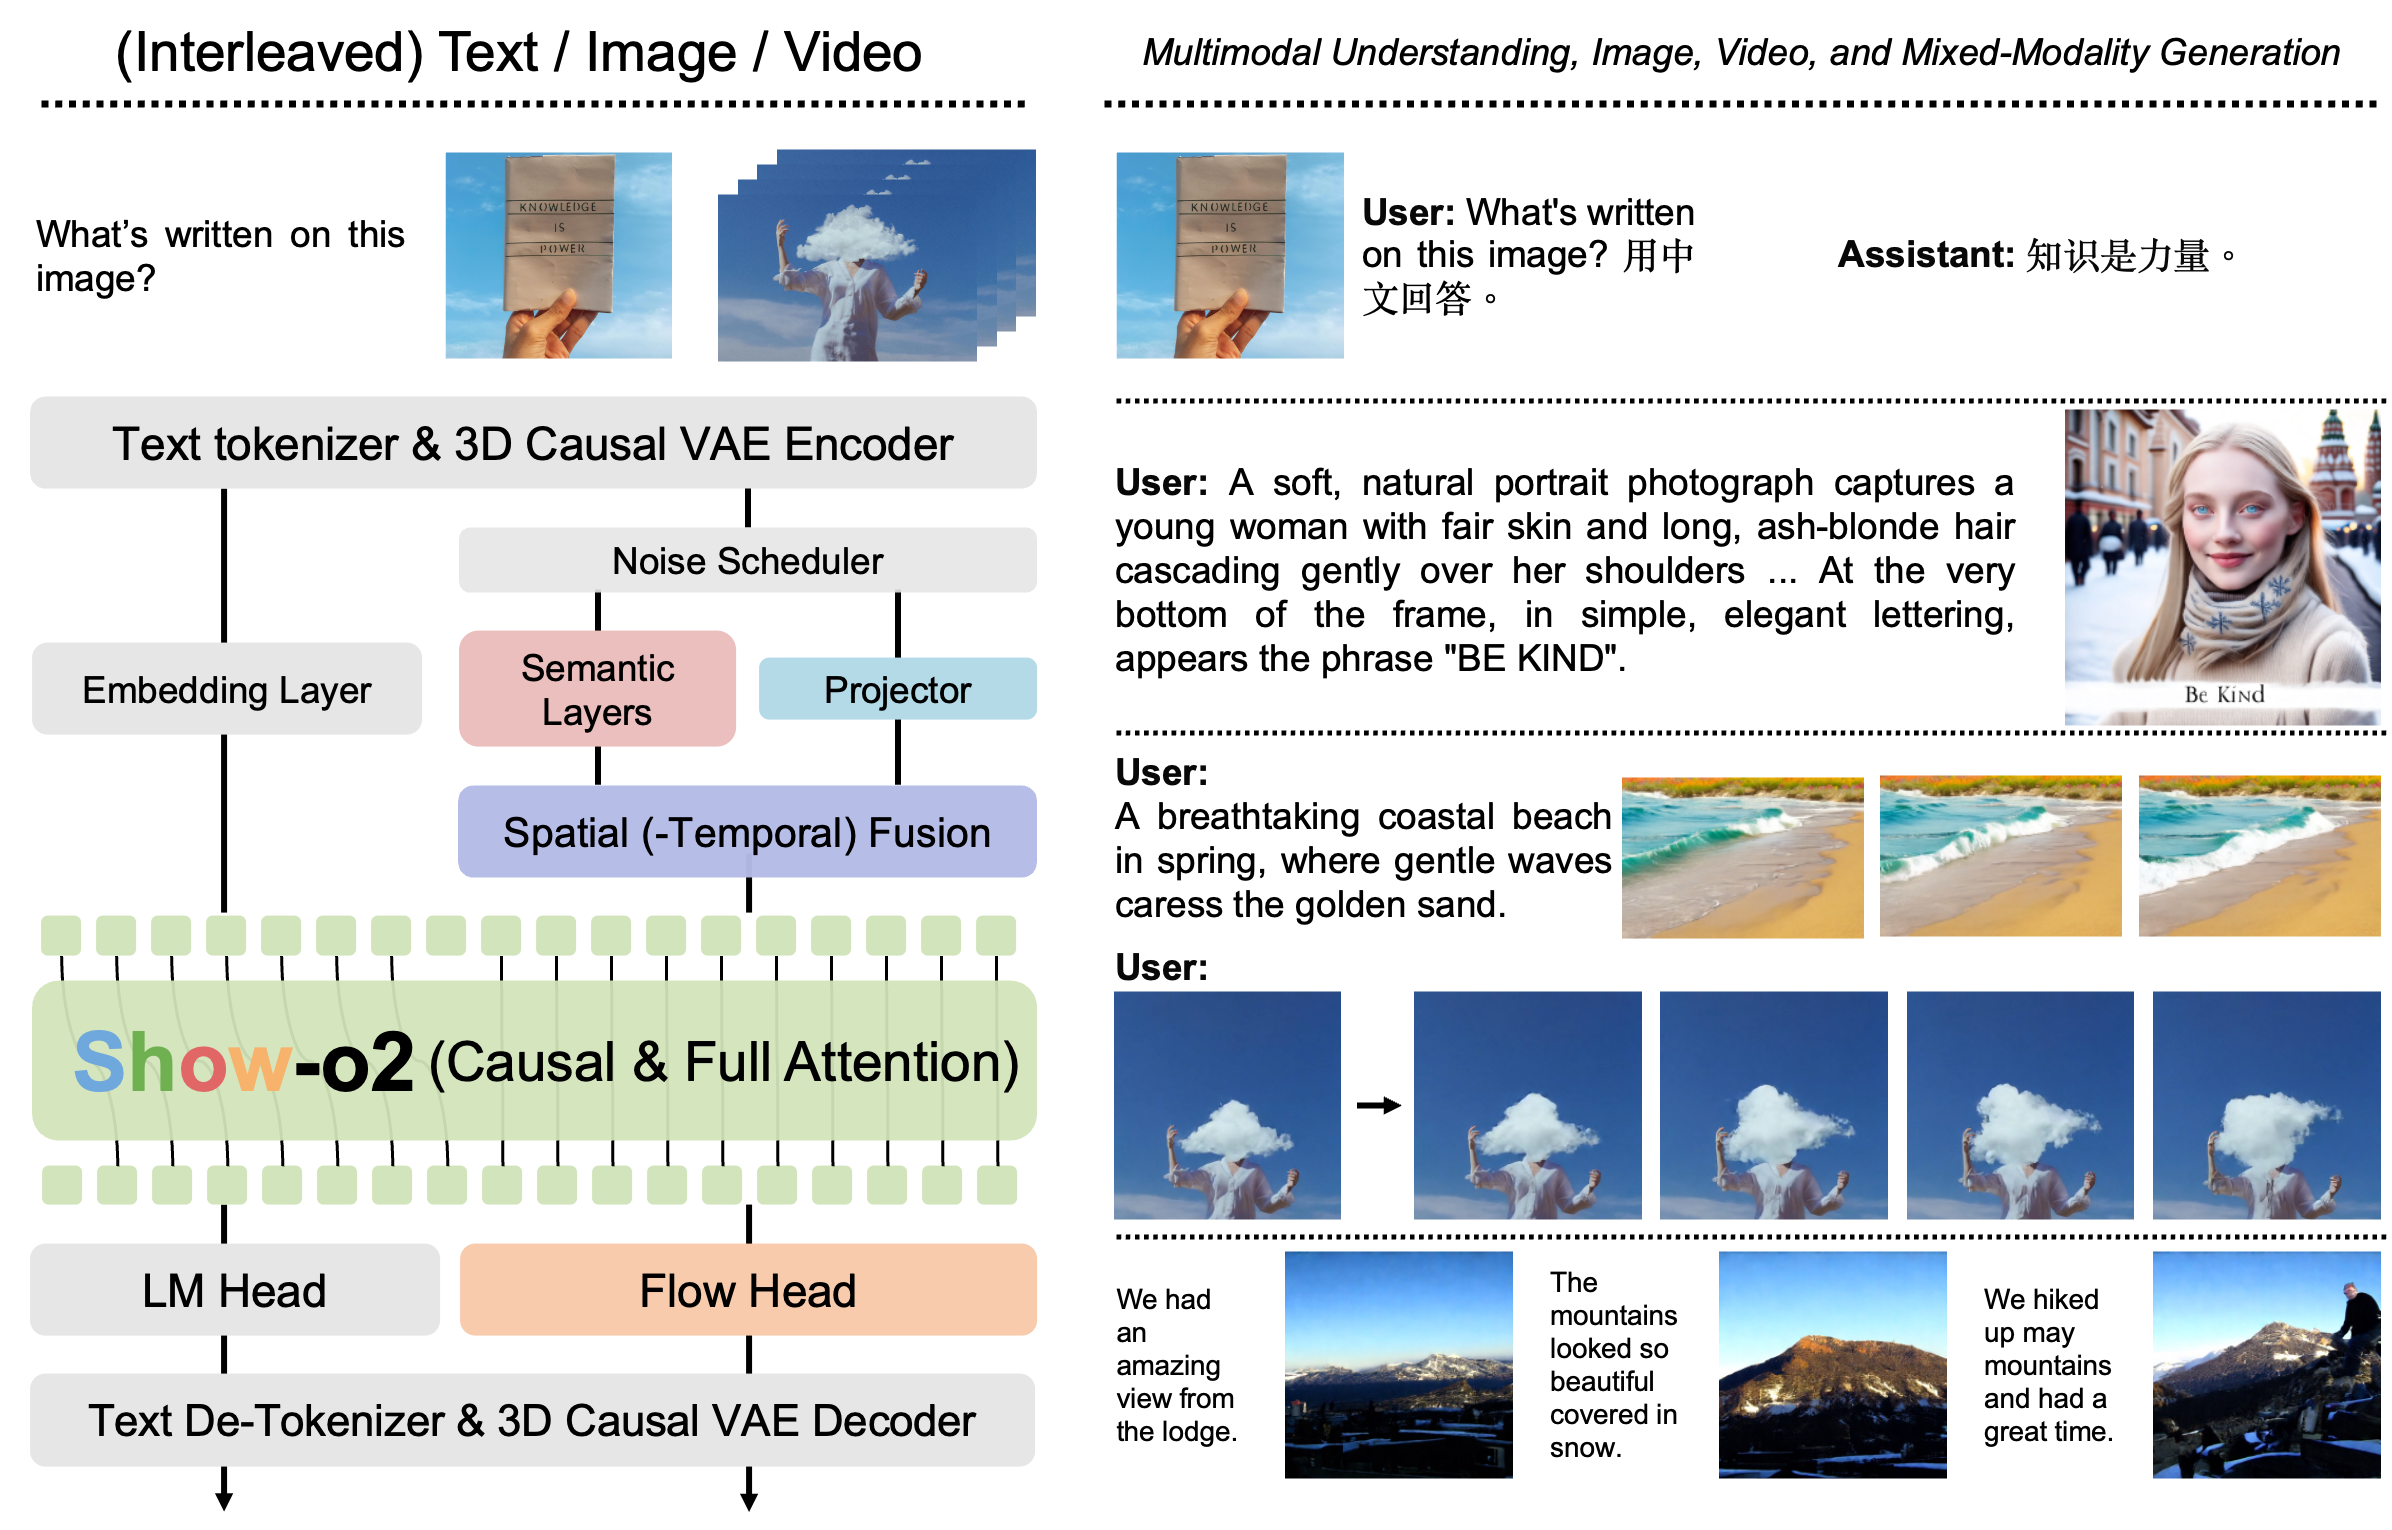 (Interleaved) Text / Image / Video
What's written on this
image?
KNOWLEDGE
IS
POWER
Text tokenizer & 3D Causal VAE Encoder
Noise Scheduler
Embedding Layer
Semantic
Layers
Projector
Spatial (-Temporal) Fusion
Show-o2 (Causal & Full Attention)
LM Head
Flow Head
Text De-Tokenizer & 3D Causal VAE Decoder
Multimodal Understanding, Image, Video, and Mixed-Modality Generation
KNOWLEDGE
IS
POWER
User: What's written
on this image? 用中
文回答。
Assistant: 知识是力量。
User: A soft, natural portrait photograph captures a
young woman with fair skin and long, ash-blonde hair
cascading gently over her shoulders ... At the very
bottom of the frame, in simple, elegant lettering,
appears the phrase "BE KIND".
Be Kind
User:
A breathtaking coastal beach
in spring, where gentle waves
caress the golden sand.
User:
We had
an
amazing
view from
the lodge.
The
mountains
looked so
beautiful
covered in
snow.
We hiked
up may
mountains
and had a
great time.